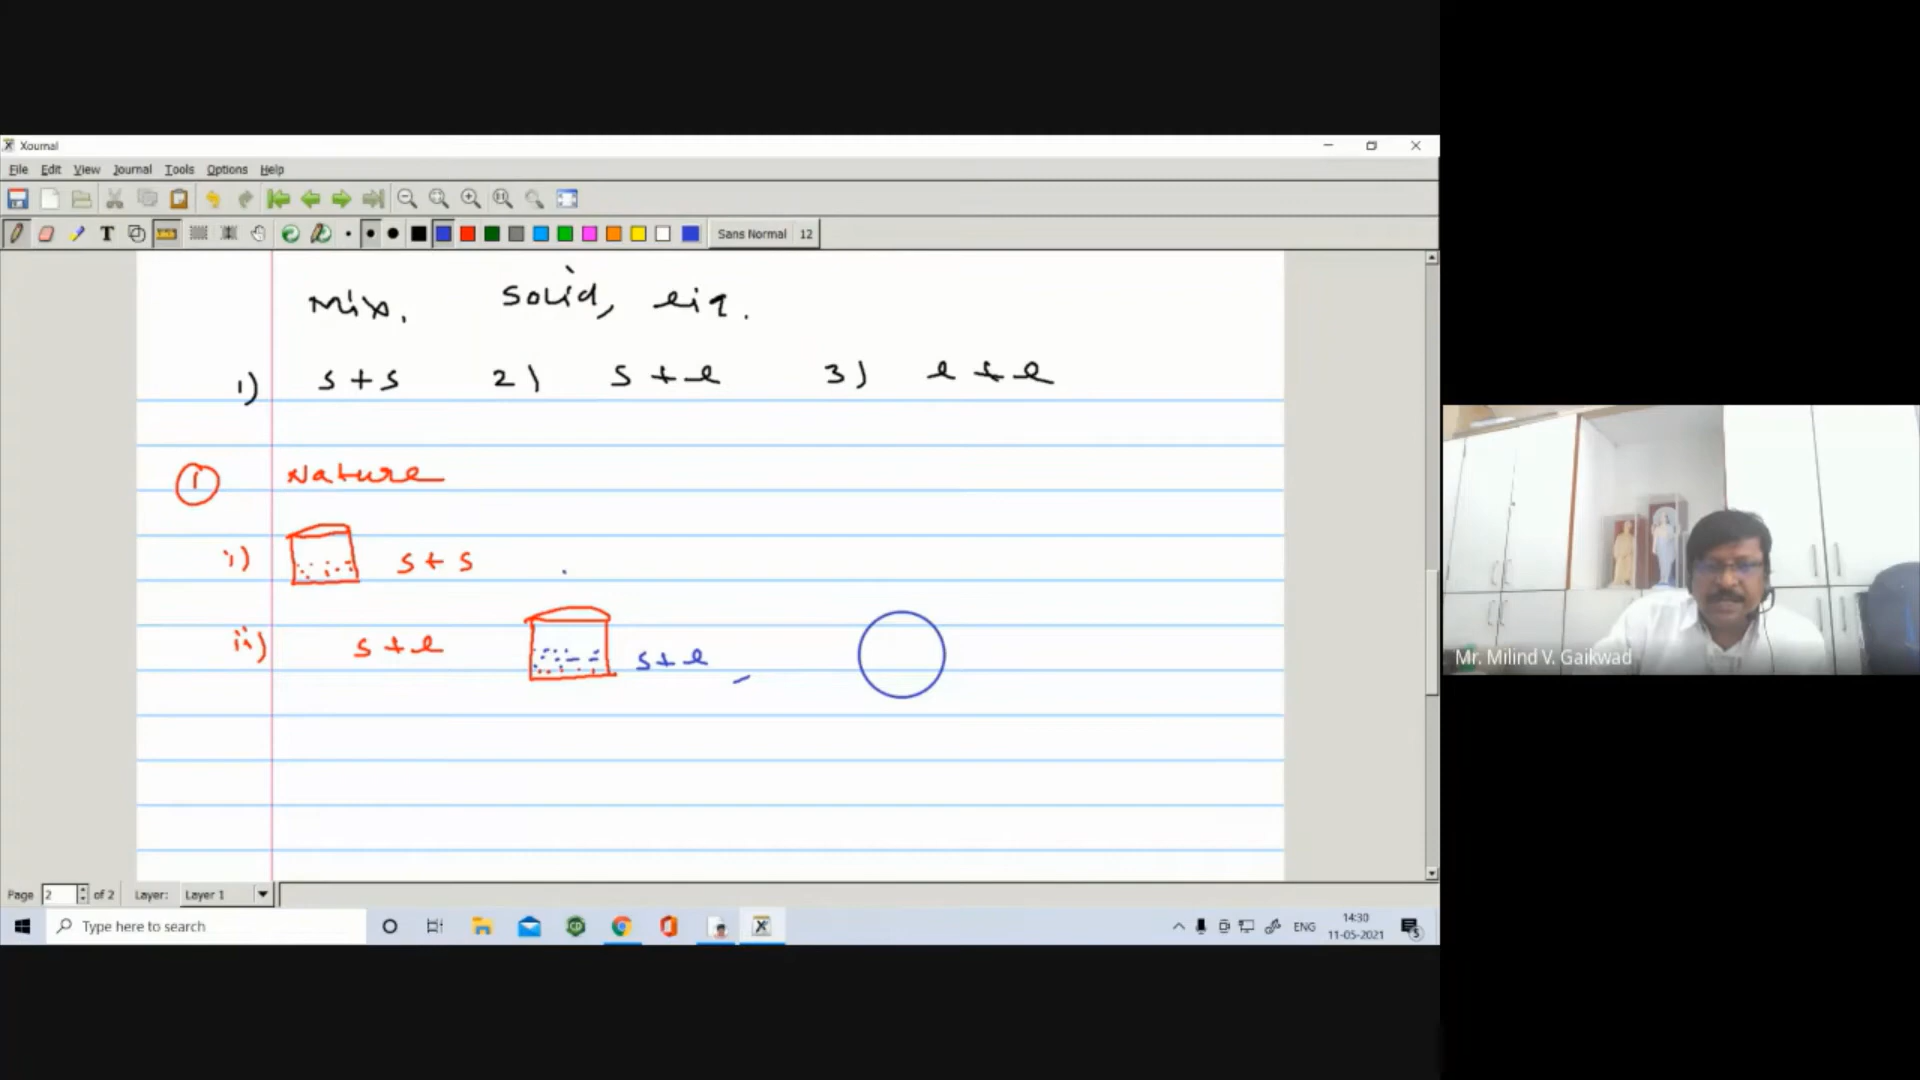 Xournal
File Edit View Journal Tools Options Help
Sans Normal 12
Mix. Solid, liq.
1) s + s 2) s + l 3) l + l
1 Nature
i) s + s
ii) s + l s + l
Mr. Milind V. Gaikwad
Page 2 of 2 Layer: Layer 1
Type here to search
ENG
14:30
11-05-2021
5